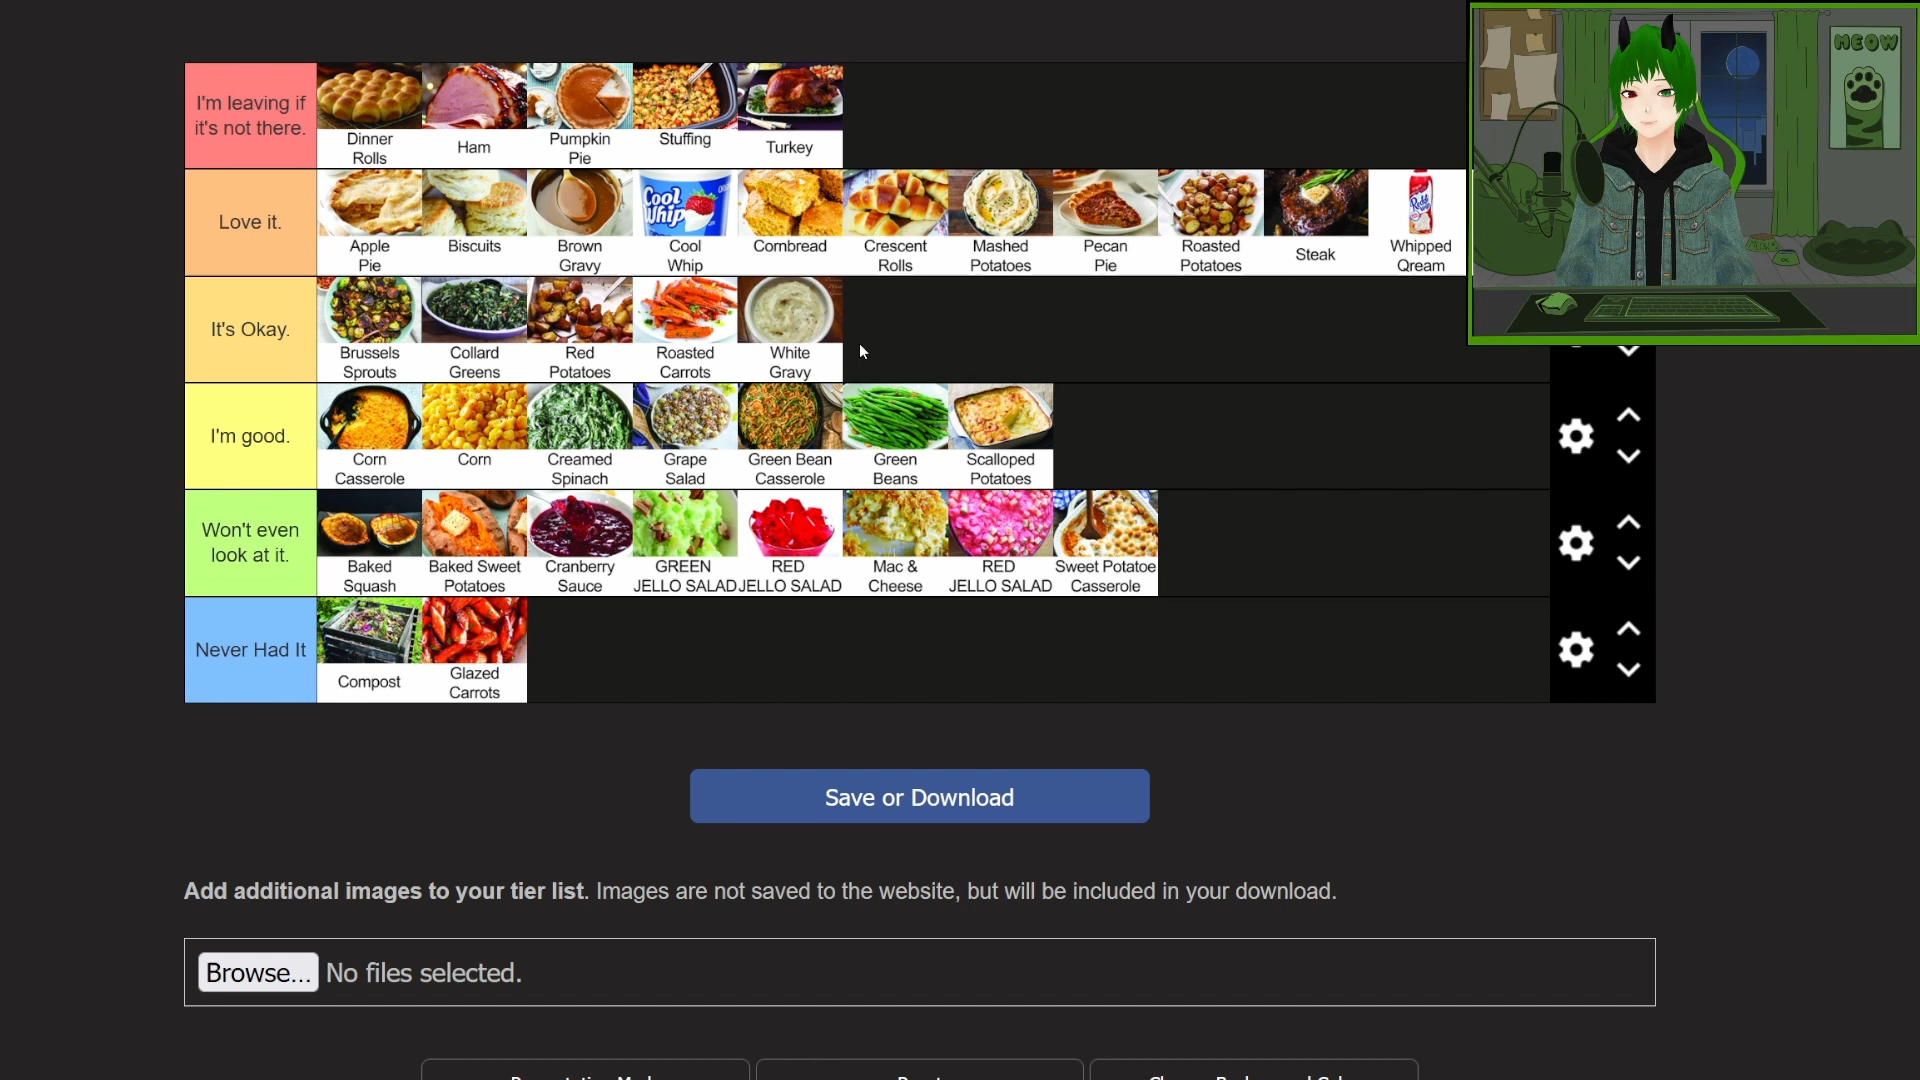 MEOW
I'm leaving if
it's not there.
Dinner
Rolls
Ham
Pumpkin
Pie
Stuffing
Turkey
Love it.
Apple
Pie
Biscuits
Brown
Gravy
Cool Whip
Cool
Whip
Cornbread
Crescent
Rolls
Mashed
Potatoes
Pecan
Pie
Roasted
Potatoes
Steak
Reddi
Whipped
Qream
It's Okay.
Brussels
Sprouts
Collard
Greens
Red
Potatoes
Roasted
Carrots
White
Gravy
I'm good.
Corn
Casserole
Corn
Creamed
Spinach
Grape
Salad
Green Bean
Casserole
Green
Beans
Scalloped
Potatoes
Won't even
look at it.
Baked
Squash
Baked Sweet
Potatoes
Cranberry
Sauce
GREEN
JELLO SALAD
RED
JELLO SALAD
Mac &
Cheese
RED
JELLO SALAD
Sweet Potatoe
Casserole
Never Had It
Compost
Glazed
Carrots
Save or Download
Add additional images to your tier list. Images are not saved to the website, but will be included in your download.
Browse... No files selected.